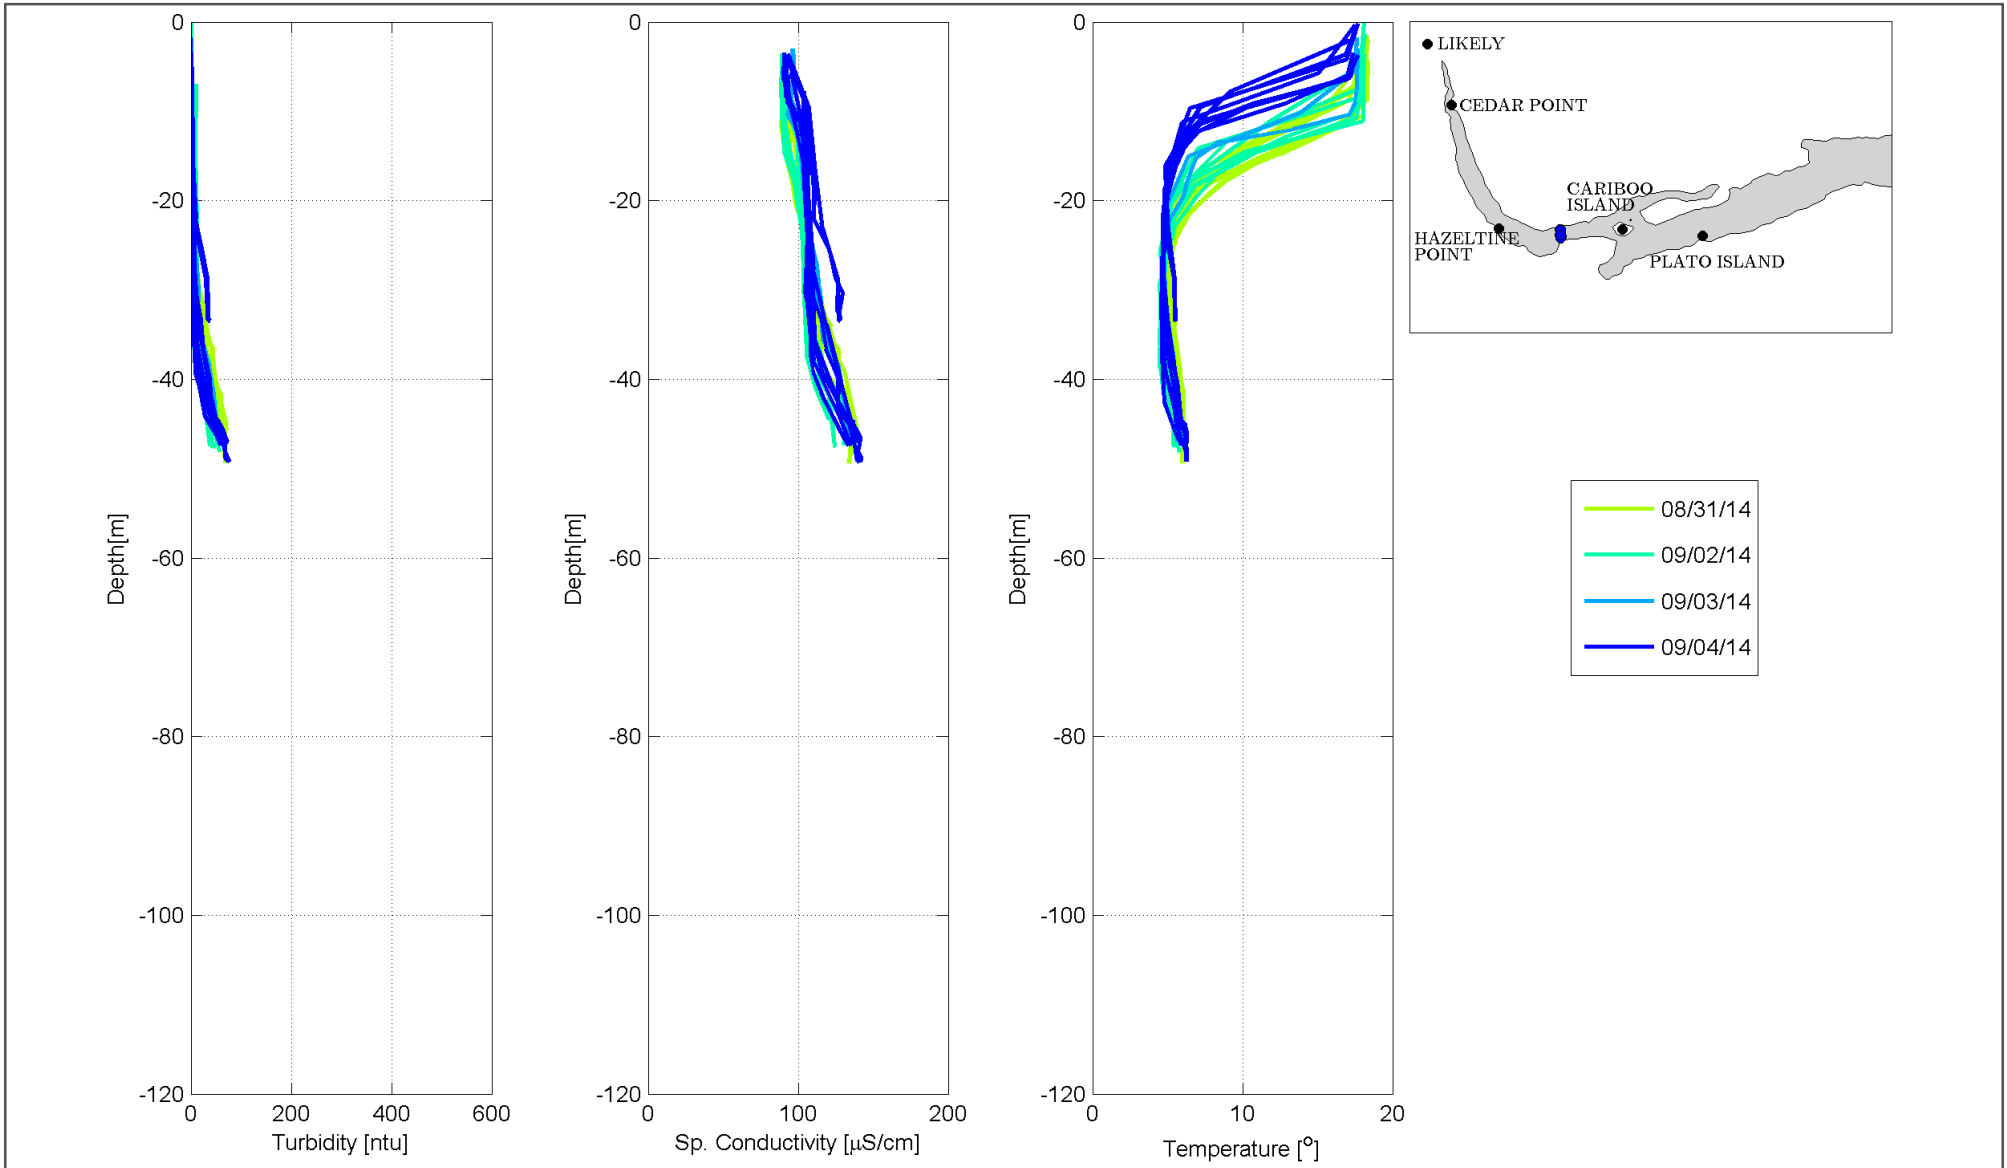 0
-20
-40
-60
-80
-100
-120
Depth[m]
0 200 400 600
Turbidity [ntu]
0
-20
-40
-60
-80
-100
-120
Depth[m]
0 100 200
Sp. Conductivity [μS/cm]
0
-20
-40
-60
-80
-100
-120
Depth[m]
0 10 20
Temperature [º]
LIKELY
CEDAR POINT
CARIBOO
ISLAND
HAZELTINE
POINT
PLATO ISLAND
08/31/14
09/02/14
09/03/14
09/04/14